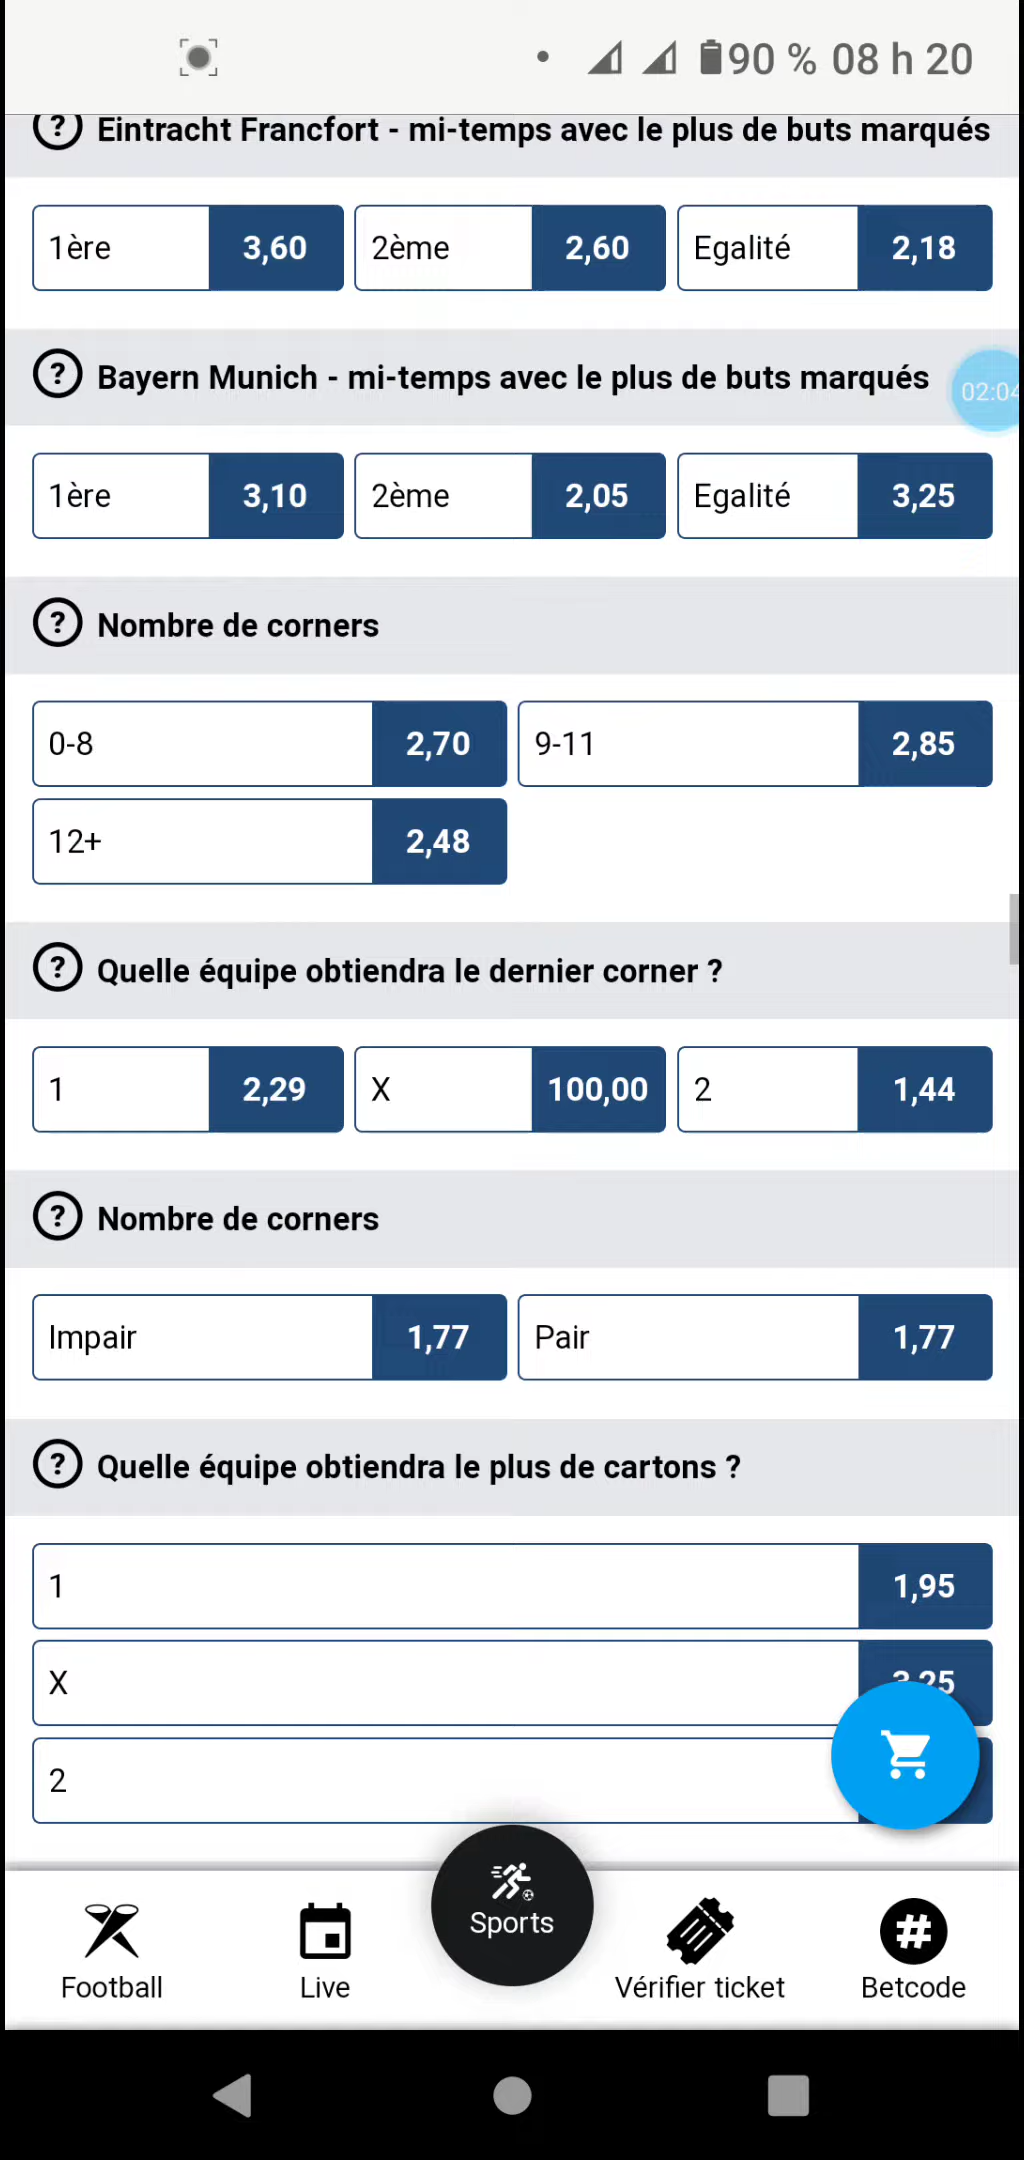 90 % 08 h 20
Eintracht Francfort - mi-temps avec le plus de buts marqués
1ère 3,60 2ème 2,60 Egalité 2,18
Bayern Munich - mi-temps avec le plus de buts marqués
02:04
1ère 3,10 2ème 2,05 Egalité 3,25
Nombre de corners
0-8 2,70 9-11 2,85
12+ 2,48
Quelle équipe obtiendra le dernier corner ?
1 2,29 X 100,00 2 1,44
Nombre de corners
Impair 1,77 Pair 1,77
Quelle équipe obtiendra le plus de cartons ?
1 1,95
X 3,25
2
Football Live Sports Vérifier ticket Betcode